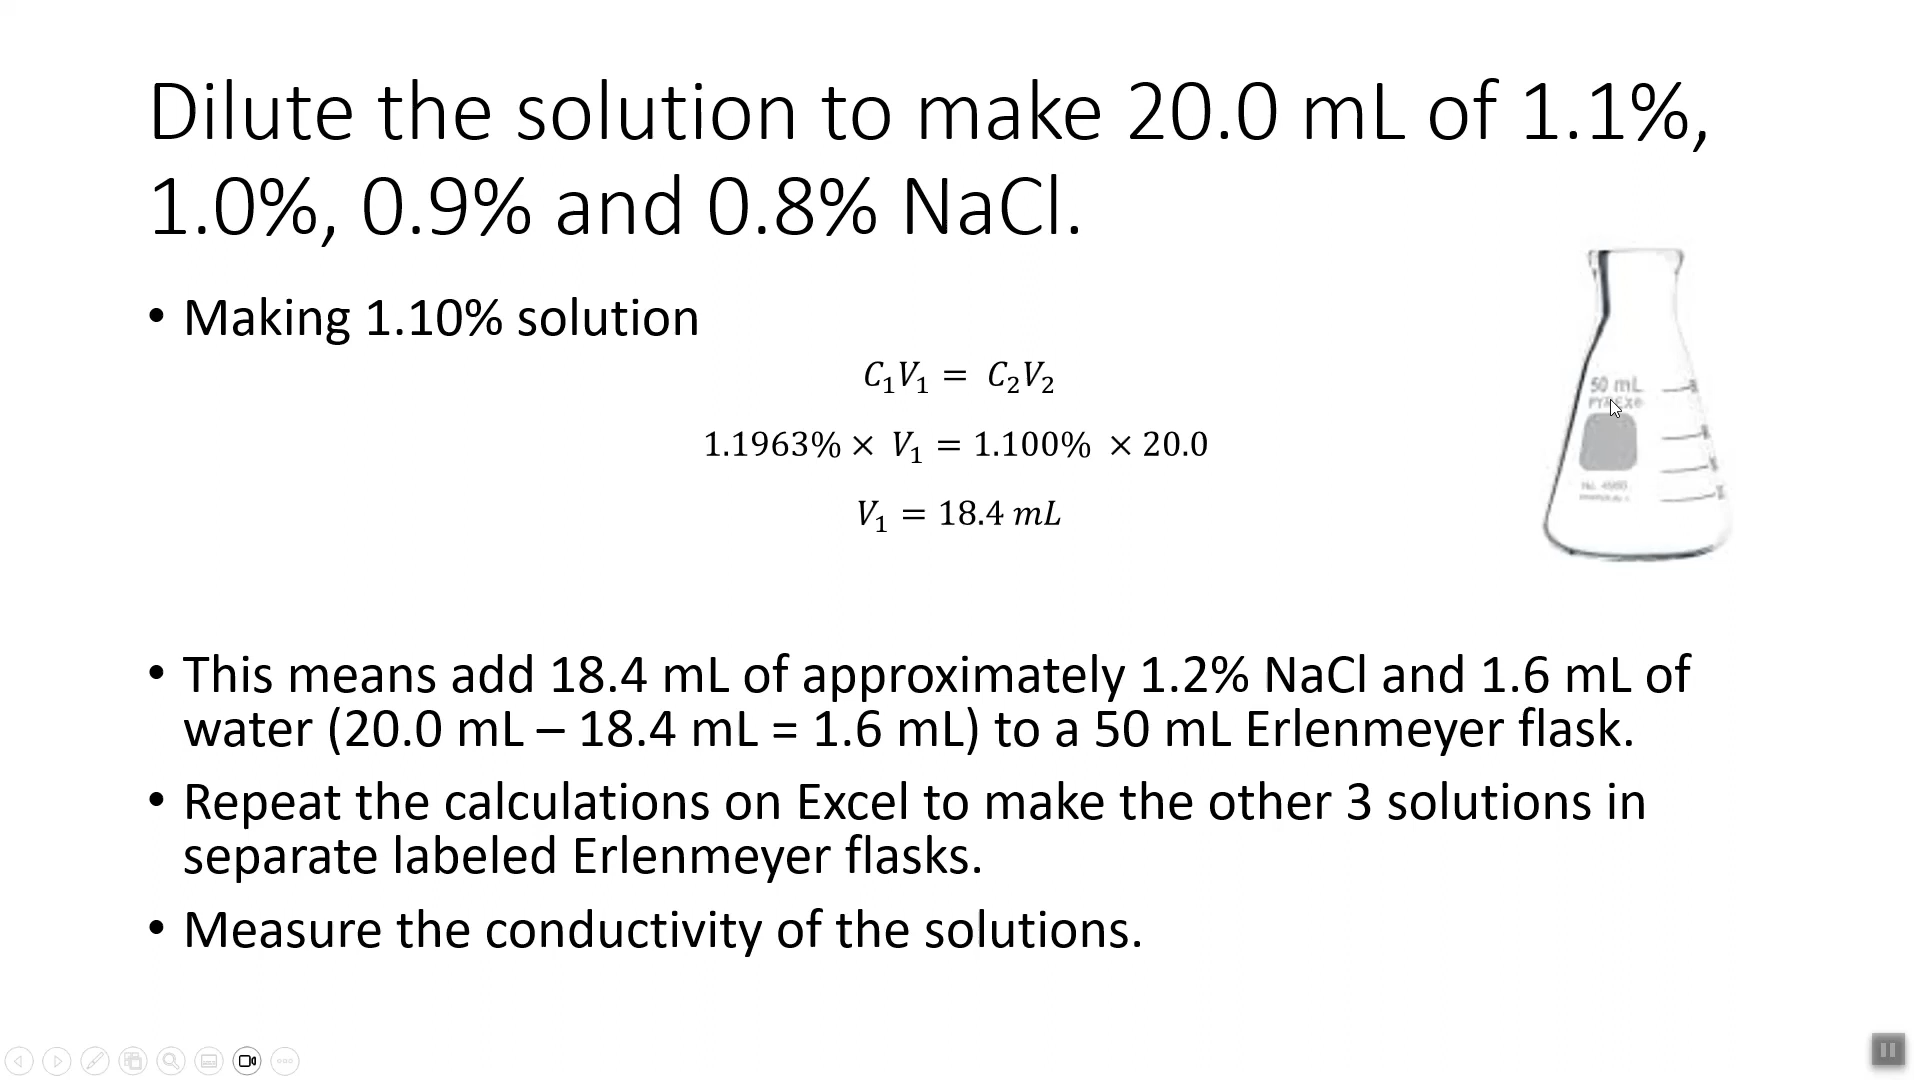 Dilute the solution to make 20.0 mL of 1.1%,
1.0%, 0.9% and 0.8% NaCl.
• Making 1.10% solution
C₁V₁ = C₂V₂
1.1963% × V₁ = 1.100% × 20.0
V₁ = 18.4 mL
50 mL
PYREX®
• This means add 18.4 mL of approximately 1.2% NaCl and 1.6 mL of
water (20.0 mL – 18.4 mL = 1.6 mL) to a 50 mL Erlenmeyer flask.
• Repeat the calculations on Excel to make the other 3 solutions in
separate labeled Erlenmeyer flasks.
• Measure the conductivity of the solutions.